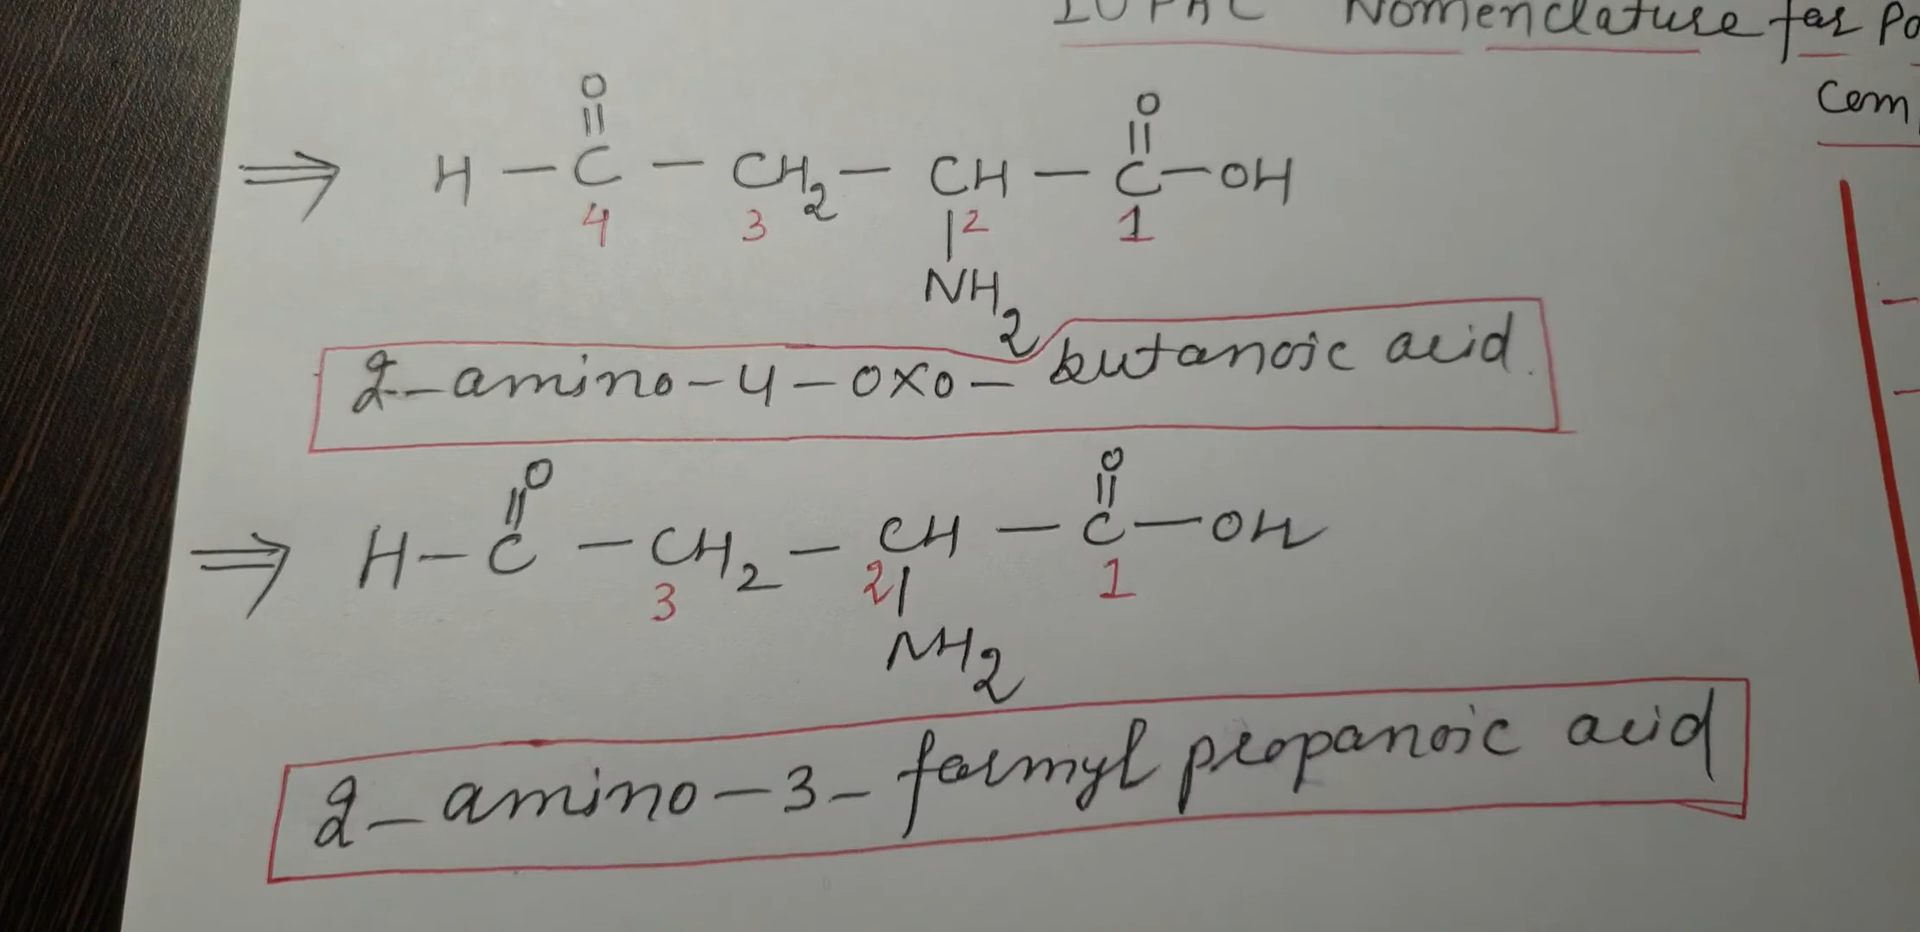 IUPAC Nomenclature for Po
Com
O
||
⇒ H – C – CH2 – CH – C – OH
4 3 |2 1
NH2
2-amino-4-oxo-butanoic acid.
O
||
⇒ H – C – CH2 – CH – C – OH
3 2| 1
NH2
2-amino-3-formyl propanoic acid